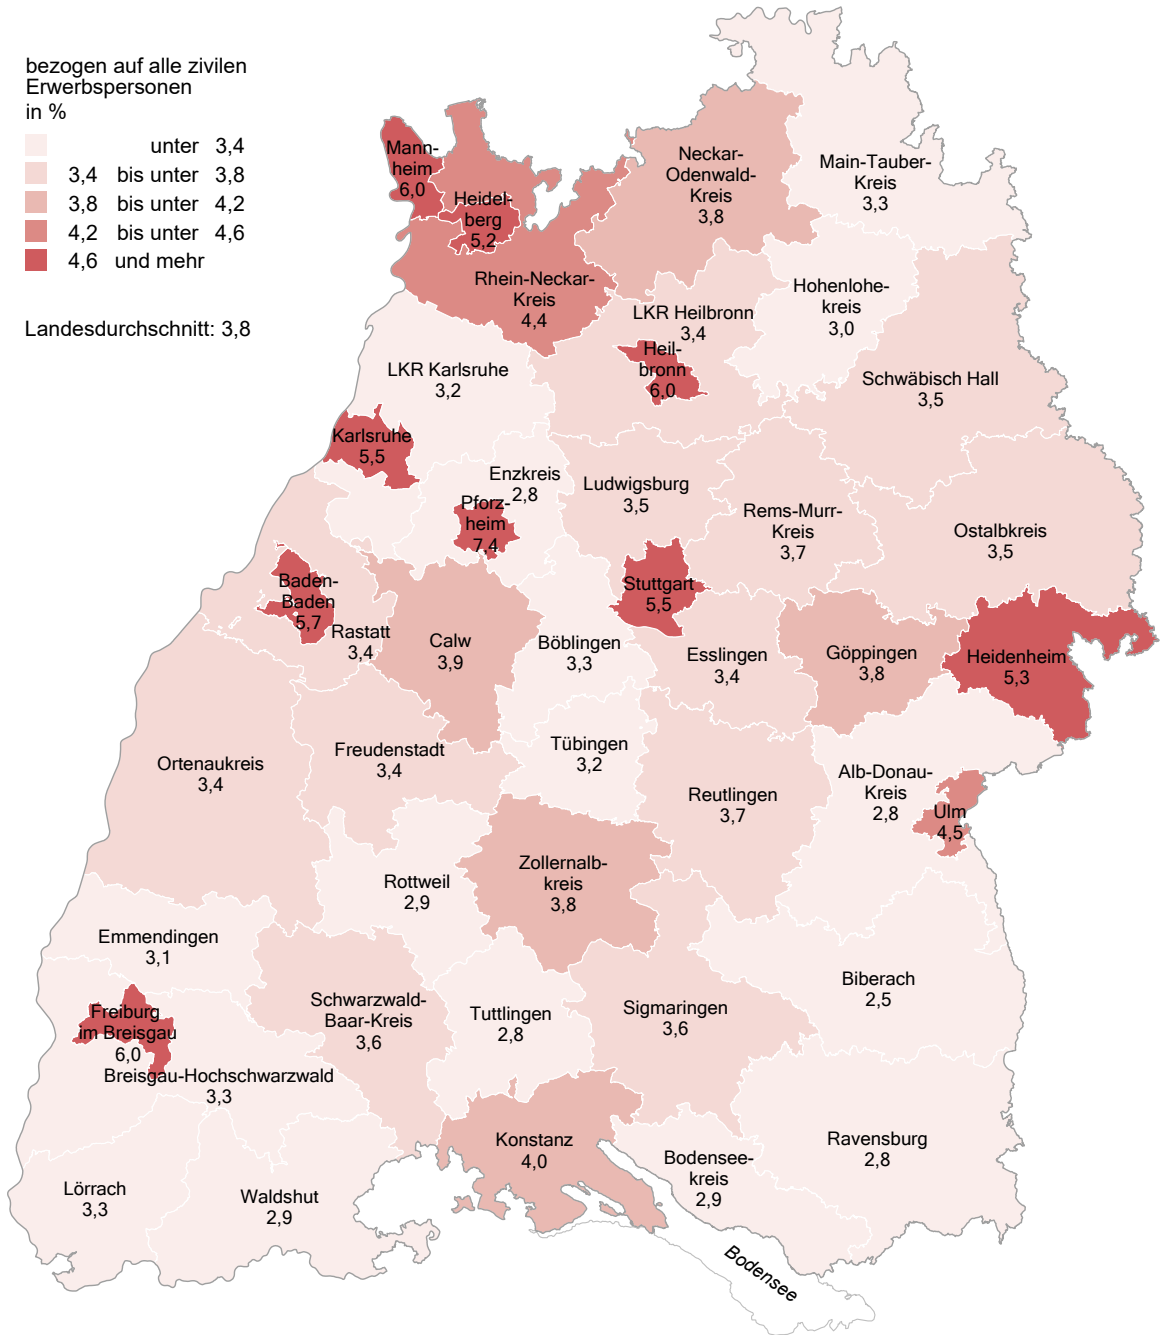 bezogen auf alle zivilen
Erwerbspersonen
in %
unter 3,4
3,4 bis unter 3,8
3,8 bis unter 4,2
4,2 bis unter 4,6
4,6 und mehr
Landesdurchschnitt: 3,8
Mann-
heim
6,0
Heidel-
berg
5,2
Rhein-Neckar-
Kreis
4,4
Neckar-
Odenwald-
Kreis
3,8
Main-Tauber-
Kreis
3,3
Hohenlohe-
kreis
3,0
LKR Heilbronn
3,4
Heil-
bronn
6,0
Schwäbisch Hall
3,5
LKR Karlsruhe
3,2
Karlsruhe
5,5
Enzkreis
2,8
Pforz-
heim
7,4
Ludwigsburg
3,5
Rems-Murr-
Kreis
3,7
Ostalbkreis
3,5
Baden-
Baden
5,7
Rastatt
3,4
Calw
3,9
Böblingen
3,3
Stuttgart
5,5
Esslingen
3,4
Göppingen
3,8
Heidenheim
5,3
Ortenaukreis
3,4
Freudenstadt
3,4
Tübingen
3,2
Reutlingen
3,7
Alb-Donau-
Kreis
2,8
Ulm
4,5
Rottweil
2,9
Zollernalb-
kreis
3,8
Emmendingen
3,1
Freiburg
im Breisgau
6,0
Breisgau-Hochschwarzwald
3,3
Schwarzwald-
Baar-Kreis
3,6
Tuttlingen
2,8
Sigmaringen
3,6
Biberach
2,5
Konstanz
4,0
Bodensee-
kreis
2,9
Ravensburg
2,8
Lörrach
3,3
Waldshut
2,9
Bodensee